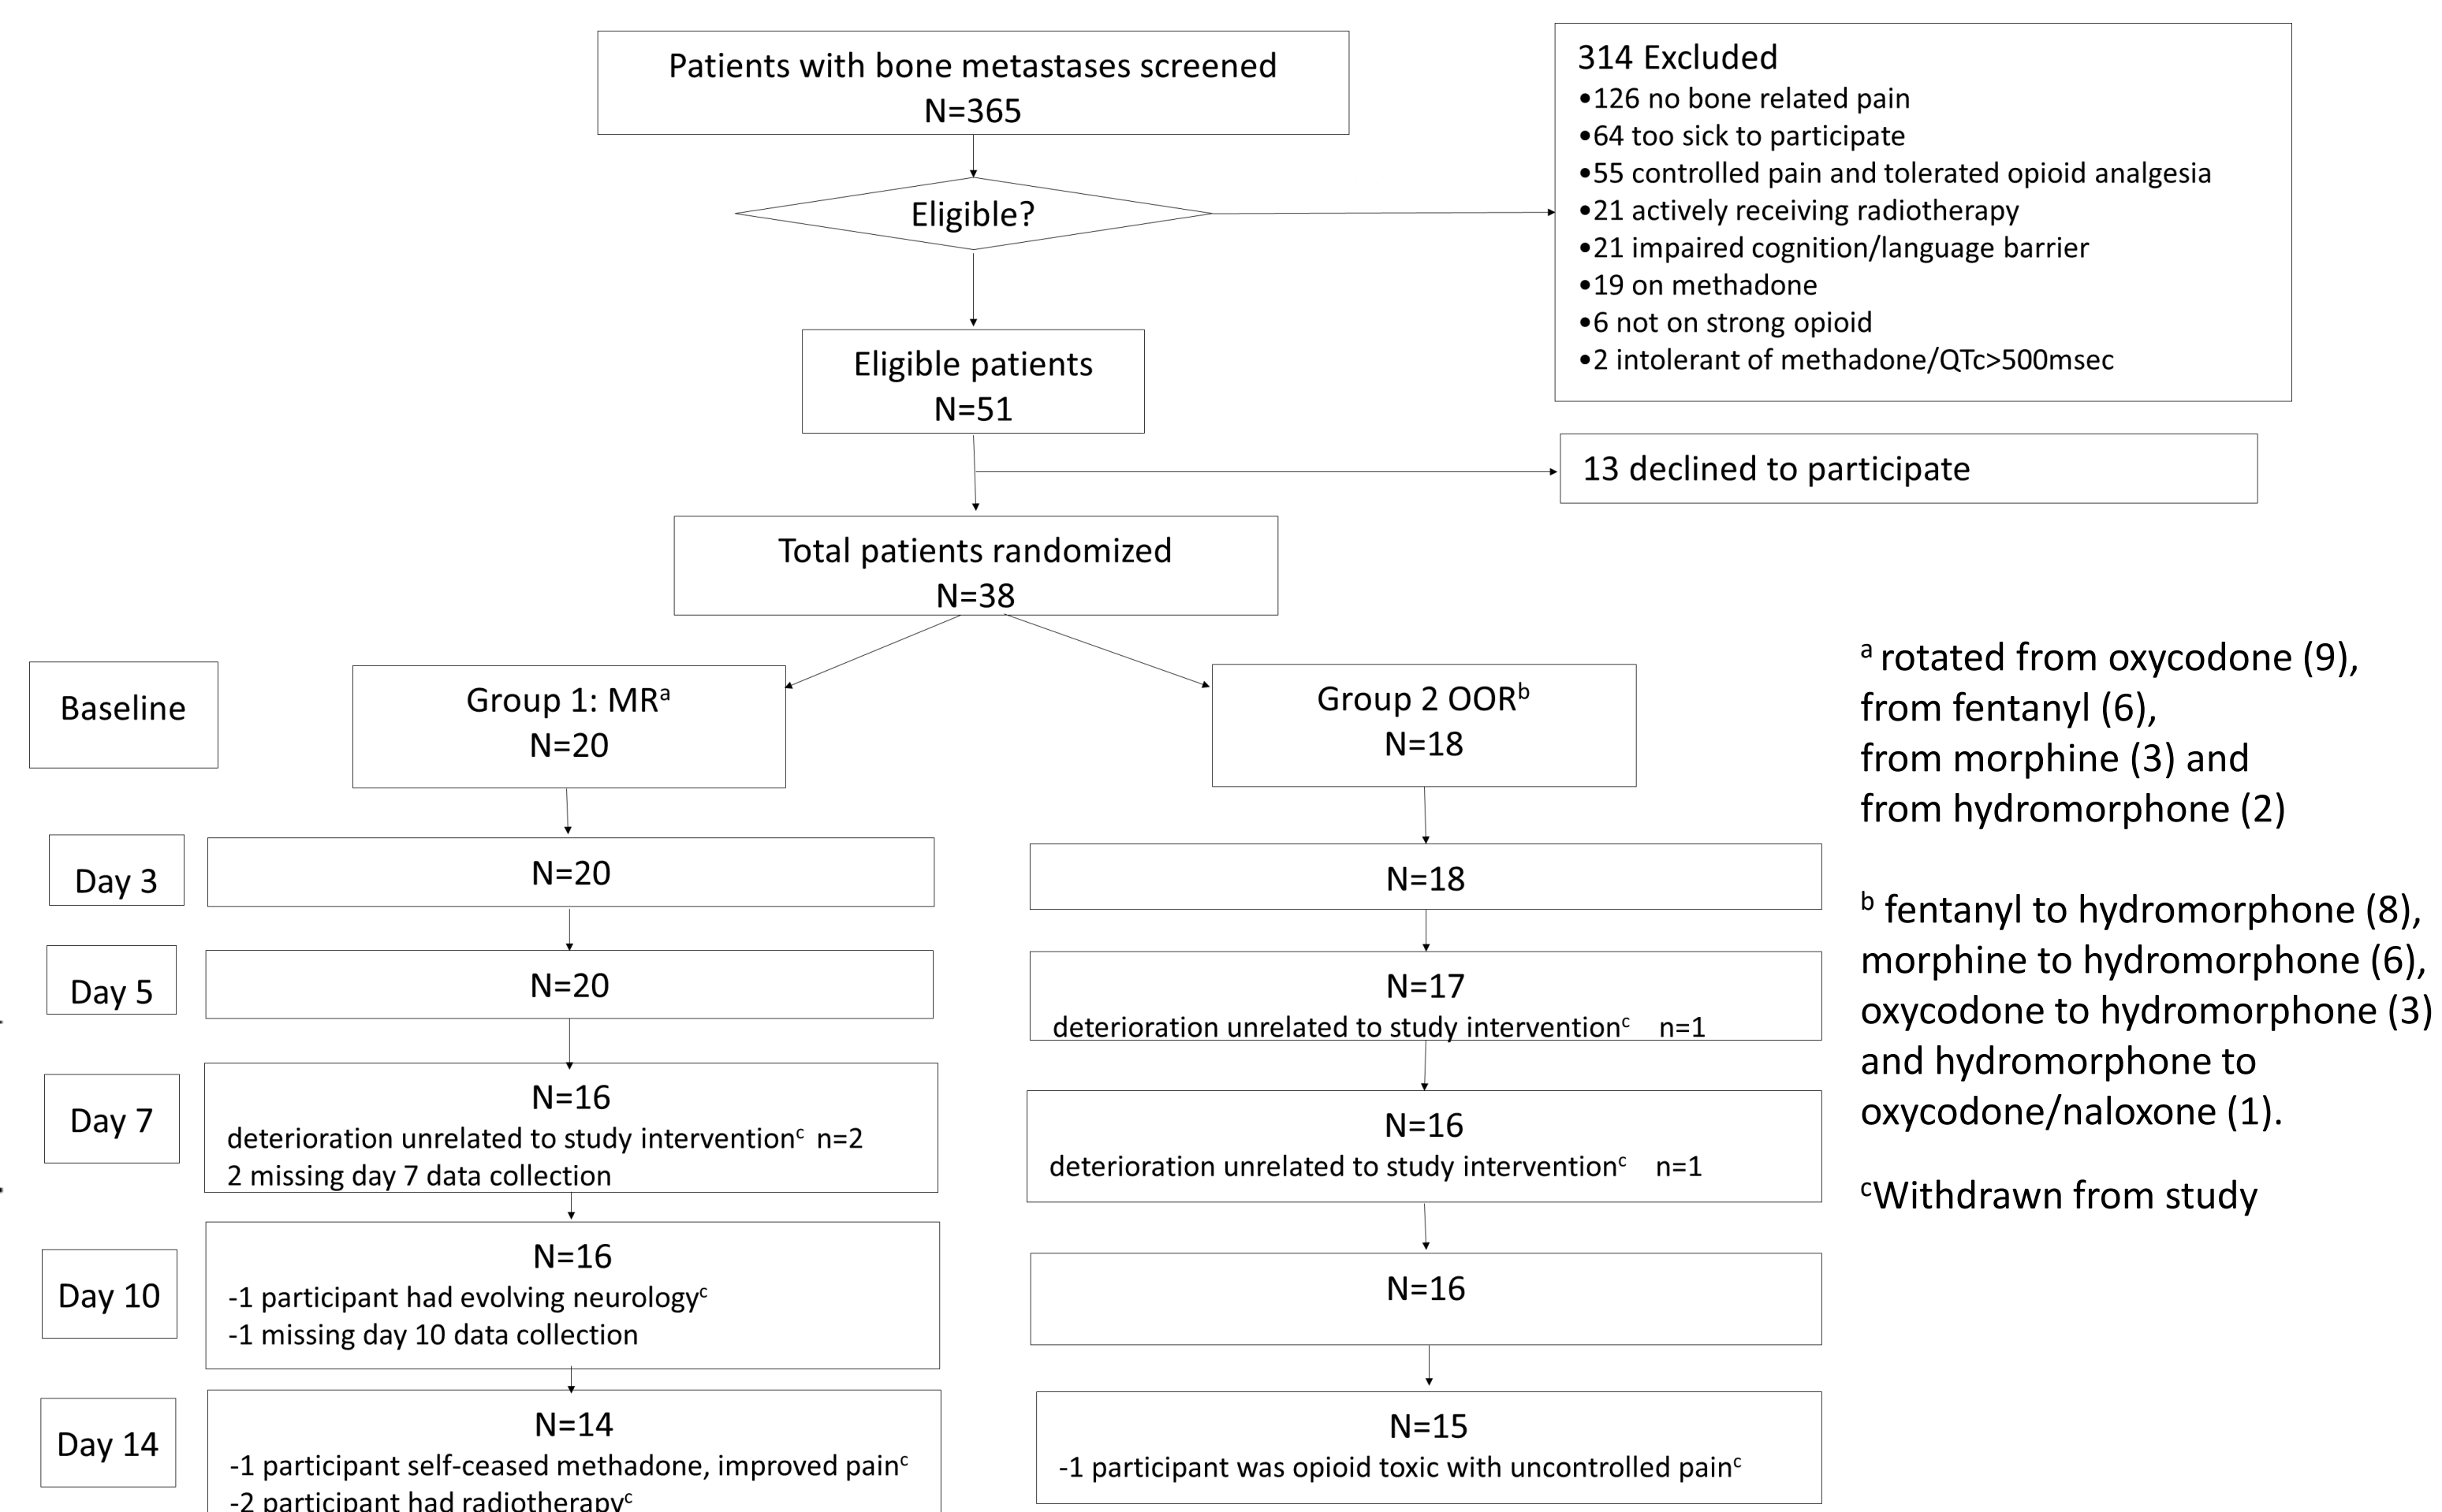 Patients with bone metastases screened
N=365
314 Excluded
•126 no bone related pain
•64 too sick to participate
•55 controlled pain and tolerated opioid analgesia
•21 actively receiving radiotherapy
•21 impaired cognition/language barrier
•19 on methadone
•6 not on strong opioid
•2 intolerant of methadone/QTc>500msec
Eligible?
Eligible patients
N=51
13 declined to participate
Total patients randomized
N=38
Baseline
Group 1: MRᵃ
N=20
Group 2 OORᵇ
N=18
Day 3
N=20
N=18
Day 5
N=20
N=17
deterioration unrelated to study interventionᶜ n=1
Day 7
N=16
deterioration unrelated to study interventionᶜ n=2
2 missing day 7 data collection
N=16
deterioration unrelated to study interventionᶜ n=1
Day 10
N=16
-1 participant had evolving neurologyᶜ
-1 missing day 10 data collection
N=16
Day 14
N=14
-1 participant self-ceased methadone, improved painᶜ
-2 participant had radiotherapyᶜ
N=15
-1 participant was opioid toxic with uncontrolled painᶜ
ᵃ rotated from oxycodone (9),
from fentanyl (6),
from morphine (3) and
from hydromorphone (2)
ᵇ fentanyl to hydromorphone (8),
morphine to hydromorphone (6),
oxycodone to hydromorphone (3)
and hydromorphone to
oxycodone/naloxone (1).
ᶜWithdrawn from study